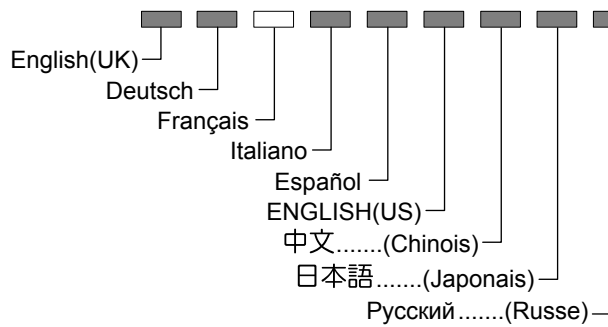 English(UK)
Deutsch
Français
Italiano
Español
ENGLISH(US)
中文.......(Chinois)
日本語.......(Japonais)
Русский.......(Russe)